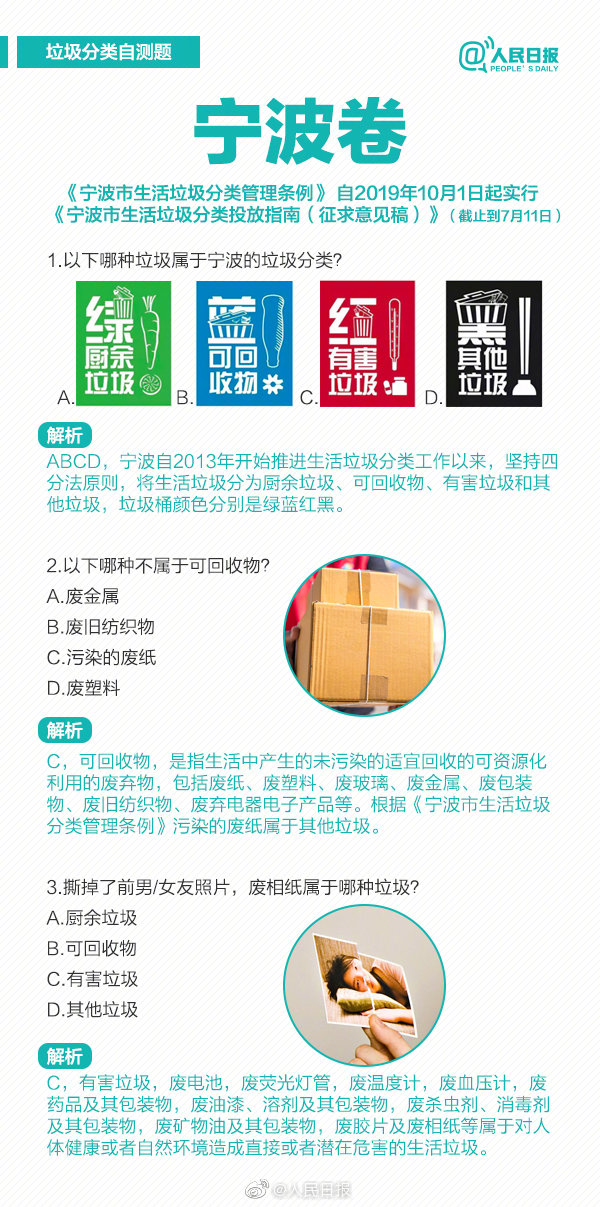 垃圾分类自测题
@人民日报
PEOPLE'S DAILY
宁波卷
《宁波市生活垃圾分类管理条例》 自2019年10月1日起实行
《宁波市生活垃圾分类投放指南（征求意见稿）》（截止到7月11日）
1.以下哪种垃圾属于宁波的垃圾分类?
A.
绿
厨余
垃圾
B.
蓝
可回
收物
C.
红
有害
垃圾
D.
黑
其他
垃圾
解析
ABCD，宁波自2013年开始推进生活垃圾分类工作以来，坚持四
分法原则，将生活垃圾分为厨余垃圾、可回收物、有害垃圾和其
他垃圾，垃圾桶颜色分别是绿蓝红黑。
2.以下哪种不属于可回收物?
A.废金属
B.废旧纺织物
C.污染的废纸
D.废塑料
解析
C，可回收物，是指生活中产生的未污染的适宜回收的可资源化
利用的废弃物，包括废纸、废塑料、废玻璃、废金属、废包装
物、废旧纺织物、废弃电器电子产品等。根据《宁波市生活垃圾
分类管理条例》污染的废纸属于其他垃圾。
3.撕掉了前男/女友照片，废相纸属于哪种垃圾?
A.厨余垃圾
B.可回收物
C.有害垃圾
D.其他垃圾
解析
C，有害垃圾，废电池，废荧光灯管，废温度计，废血压计，废
药品及其包装物，废油漆、溶剂及其包装物，废杀虫剂、消毒剂
及其包装物，废矿物油及其包装物，废胶片及废相纸等属于对人
体健康或者自然环境造成直接或者潜在危害的生活垃圾。
@人民日报